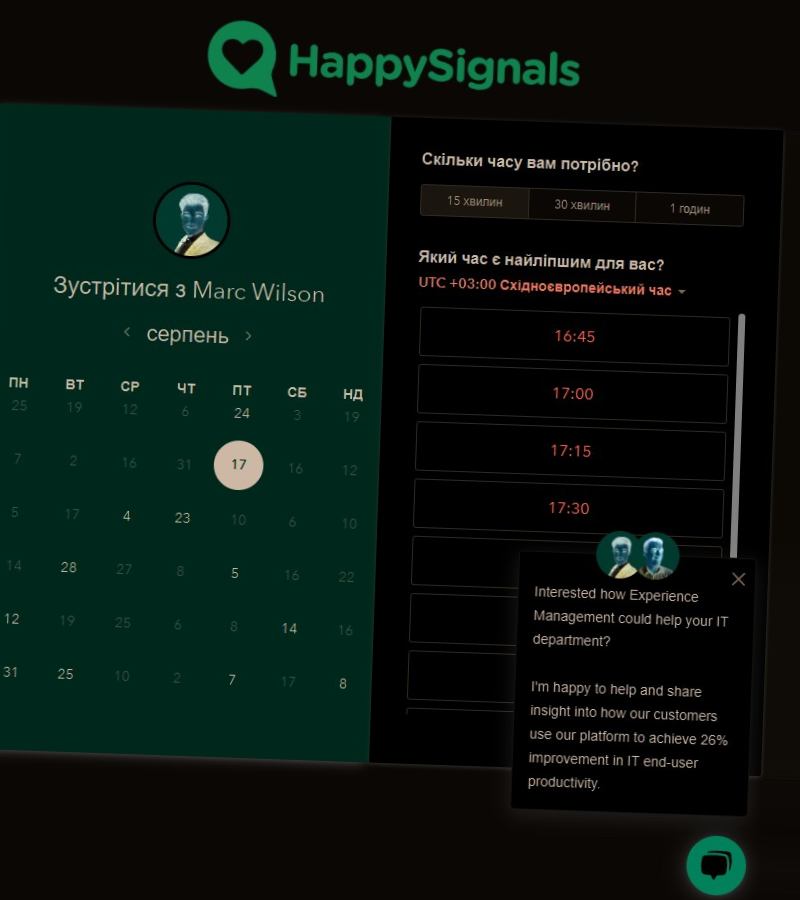 HappySignals
Зустрітися з Marc Wilson
серпень
ПН ВТ СР ЧТ ПТ СБ НД
25 19 12 6 24 3 19
7 2 16 31 17 16 12
5 17 4 23 10 6 10
14 28 27 8 5 16 22
12 19 25 6 8 14 16
31 25 10 2 7 17 8
Скільки часу вам потрібно?
15 хвилин 30 хвилин 1 годин
Який час є найліпшим для вас?
UTC +03:00 Східноєвропейський час
16:45
17:00
17:15
17:30
Interested how Experience
Management could help your IT
department?
I'm happy to help and share
insight into how our customers
use our platform to achieve 26%
improvement in IT end-user
productivity.